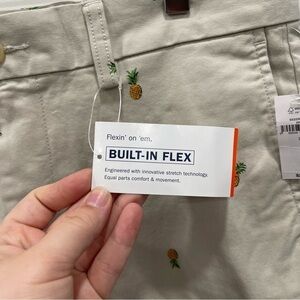 Flexin' on 'em.
BUILT-IN FLEX
Engineered with innovative stretch technology.
Equal parts comfort & movement.